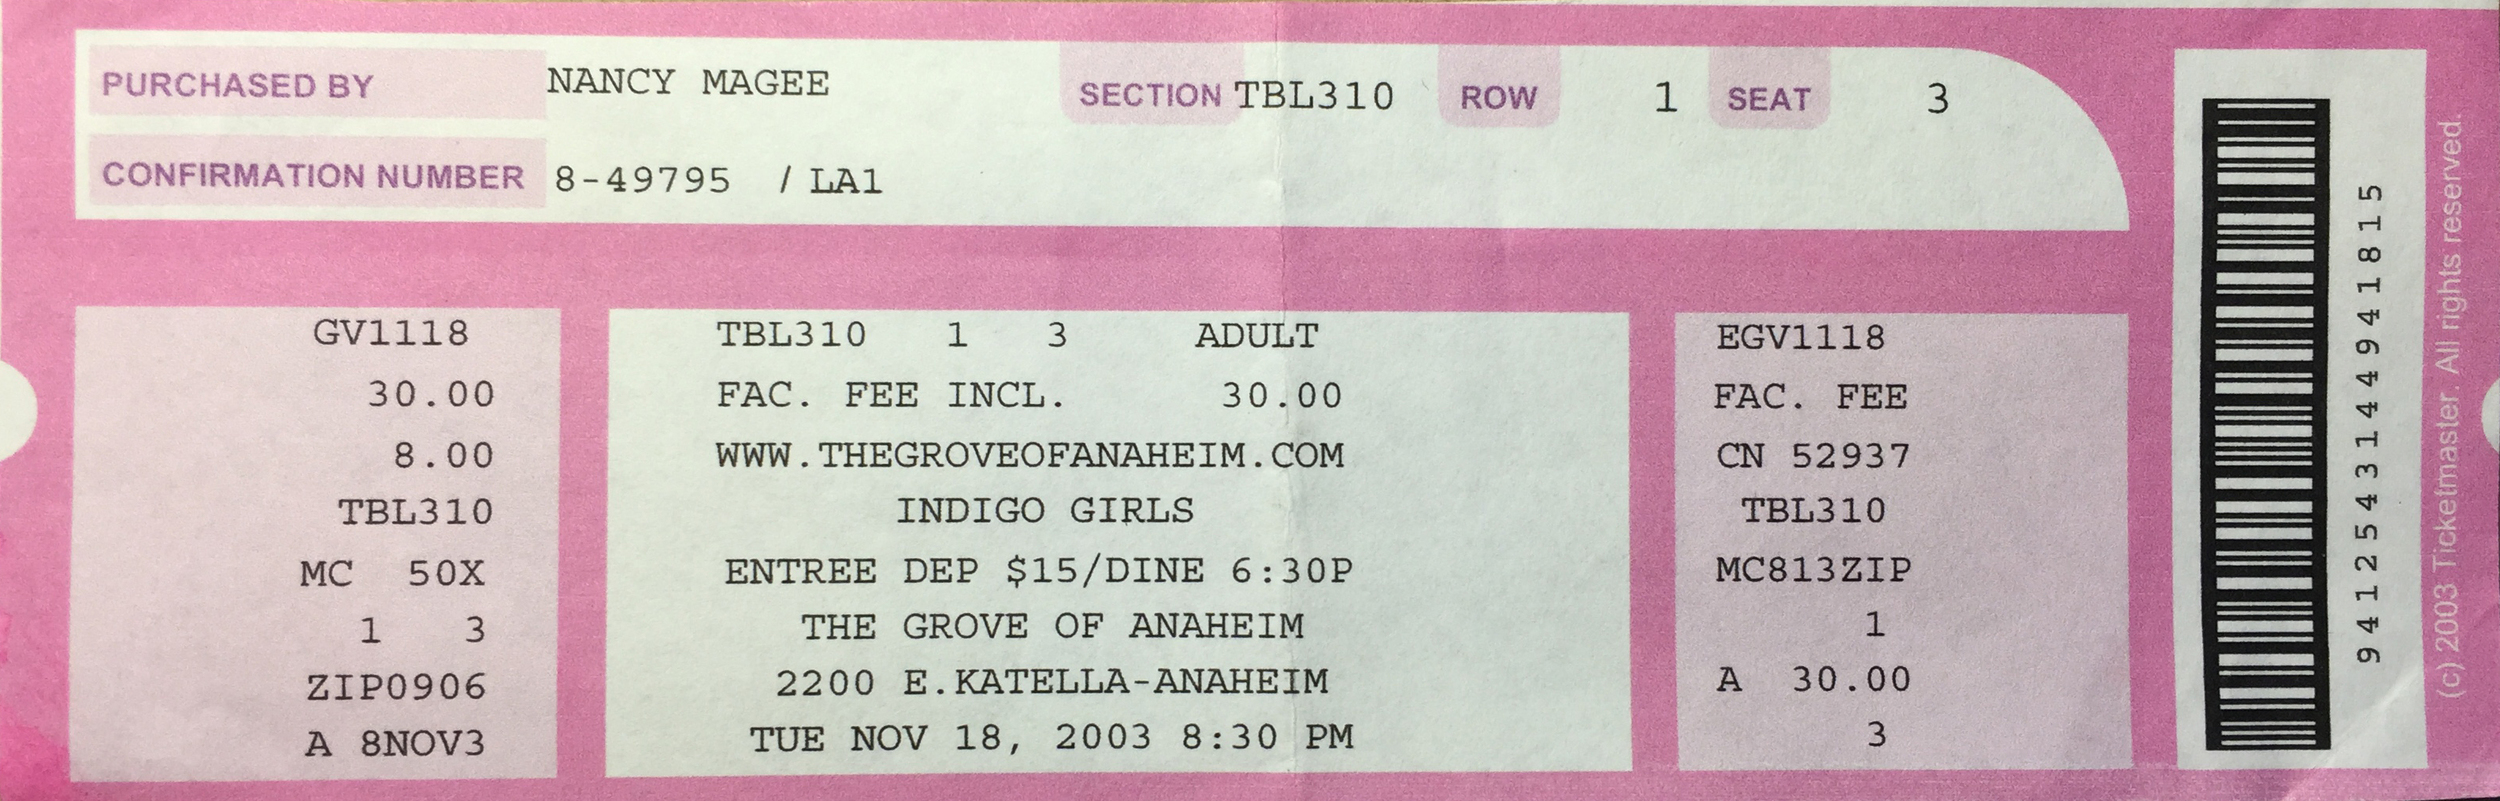 PURCHASED BY NANCY MAGEE SECTION TBL310 ROW 1 SEAT 3
CONFIRMATION NUMBER 8-49795 / LA1
GV1118
30.00
8.00
TBL310
MC 50X
1 3
ZIP0906
A 8NOV3
TBL310 1 3 ADULT
FAC. FEE INCL. 30.00
WWW.THEGROVEOFANAHEIM.COM
INDIGO GIRLS
ENTREE DEP $15/DINE 6:30P
THE GROVE OF ANAHEIM
2200 E.KATELLA-ANAHEIM
TUE NOV 18, 2003 8:30 PM
EGV1118
FAC. FEE
CN 52937
TBL310
MC813ZIP
1
A 30.00
3
9412543144941815
(c) 2003 Ticketmaster. All rights reserved.